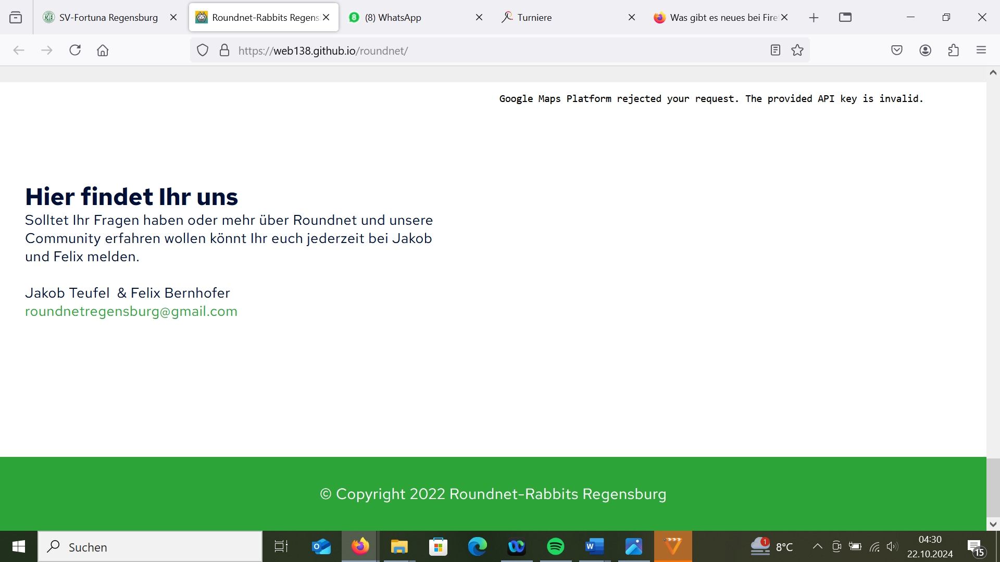 SV-Fortuna Regensburg
Roundnet-Rabbits Regens
(8) WhatsApp
Turniere
Was gibt es neues bei Firef
https://web138.github.io/roundnet/
Google Maps Platform rejected your request. The provided API key is invalid.
Hier findet Ihr uns
Solltet Ihr Fragen haben oder mehr über Roundnet und unsere
Community erfahren wollen könnt Ihr euch jederzeit bei Jakob
und Felix melden.
Jakob Teufel & Felix Bernhofer
roundnetregensburg@gmail.com
© Copyright 2022 Roundnet-Rabbits Regensburg
Suchen
1
8°C
04:30
22.10.2024
15